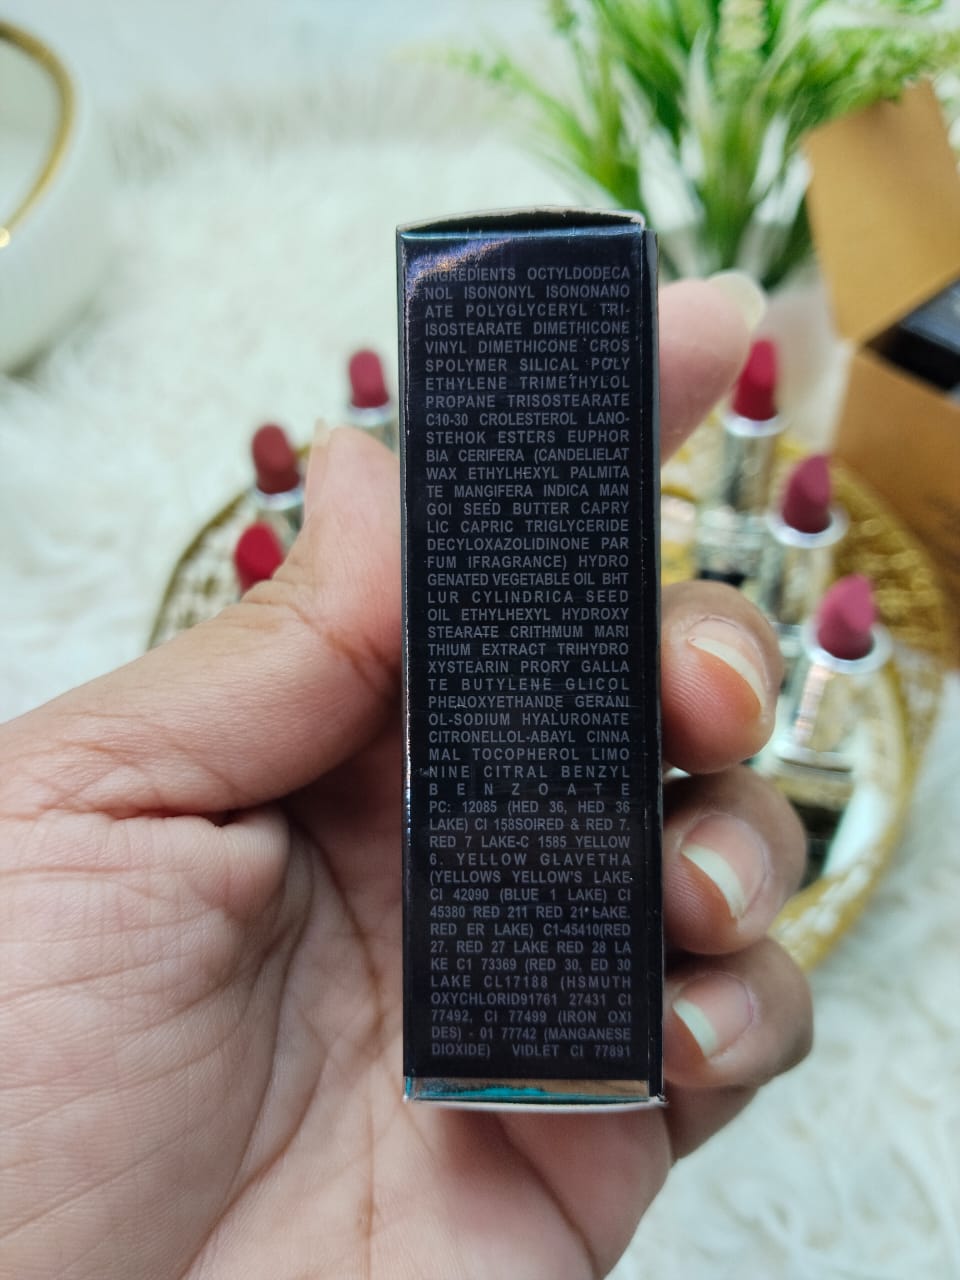 INGREDIENTS OCTYLDODECA
NOL ISONONYL ISONONANO
ATE POLYGLYCERYL TRI-
ISOSTEARATE DIMETHICONE
VINYL DIMETHICONE CROS
SPOLYMER SILICAL POLY
ETHYLENE TRIMETHYLOL
PROPANE TRISOSTEARATE
C10-30 CROLESTEROL LANO-
STEHOK ESTERS EUPHOR
BIA CERIFERA (CANDELIELAT
WAX ETHYLHEXYL PALMITA
TE MANGIFERA INDICA MAN
GOI SEED BUTTER CAPRY
LIC CAPRIC TRIGLYCERIDE
DECYLOXAZOLIDINONE PAR
FUM IFRAGRANCE) HYDRO
GENATED VEGETABLE OIL BHT
LUR CYLINDRICA SEED
OIL ETHYLHEXYL HYDROXY
STEARATE CRITHMUM MARI
THIUM EXTRACT TRIHYDRO
XYSTEARIN PRORY GALLA
TE BUTYLENE GLICOL
PHENOXYETHANDE GERANI
OL-SODIUM HYALURONATE
CITRONELLOL-ABAYL CINNA
MAL TOCOPHEROL LIMO
NINE CITRAL BENZYL
BENZOATE
PC: 12085 (HED 36, HED 36
LAKE) CI 158SOIRED & RED 7.
RED 7 LAKE-C 1585 YELLOW
6. YELLOW GLAVETHA
(YELLOWS YELLOW'S LAKE
CI 42090 (BLUE 1 LAKE) CI
45380 RED 211 RED 21 LAKE.
RED ER LAKE) C1-45410(RED
27. RED 27 LAKE RED 28 LA
KE C1 73369 (RED 30. ED 30
LAKE CL17188 (HSMUTH
OXYCHLORID91761 27431 CI
77492, CI 77499 (IRON OXI
DES) - 01 77742 (MANGANESE
DIOXIDE) VIDLET CI 77891